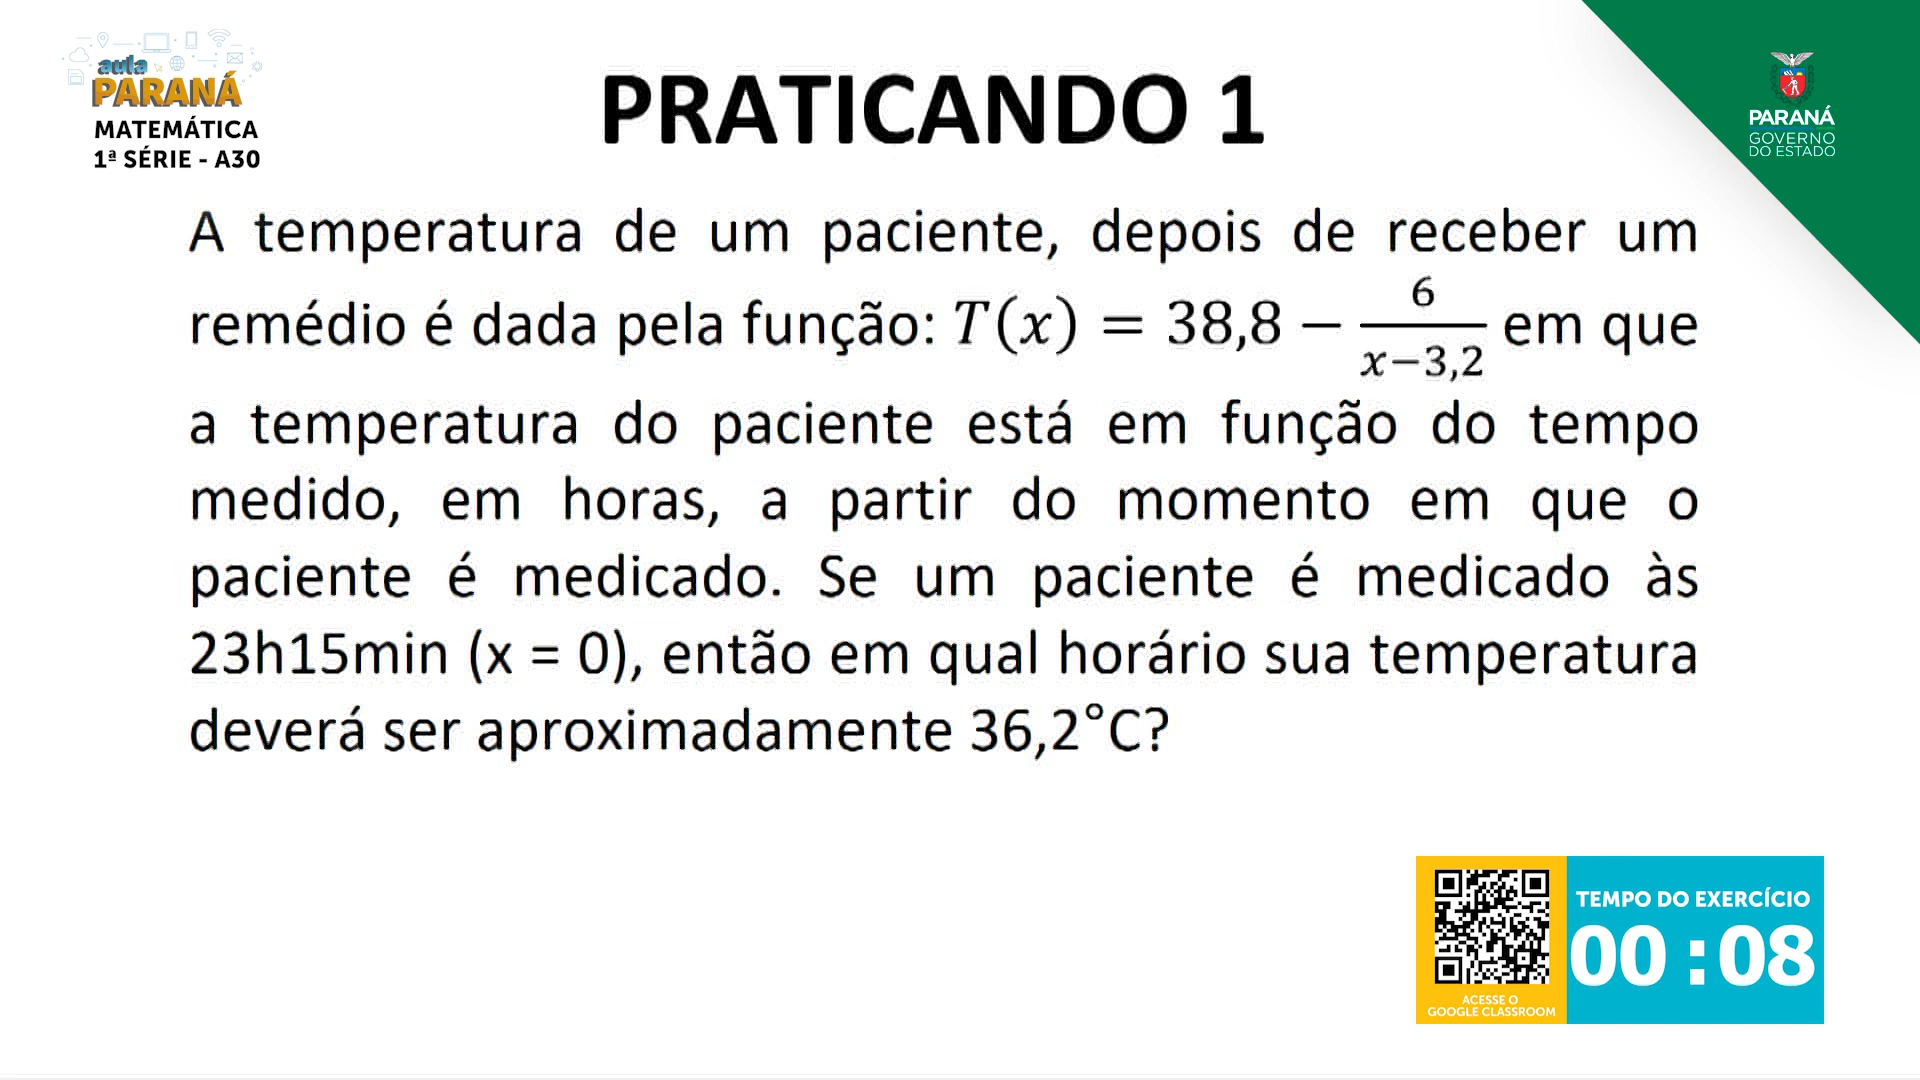 aula
PARANÁ
MATEMÁTICA
1ª SÉRIE - A30
PRATICANDO 1
PARANÁ
GOVERNO
DO ESTADO
A temperatura de um paciente, depois de receber um
remédio é dada pela função: T(x) = 38,8 − 6/(x−3,2) em que
a temperatura do paciente está em função do tempo
medido, em horas, a partir do momento em que o
paciente é medicado. Se um paciente é medicado às
23h15min (x = 0), então em qual horário sua temperatura
deverá ser aproximadamente 36,2°C?
TEMPO DO EXERCÍCIO
00:08
ACESSE O
GOOGLE CLASSROOM